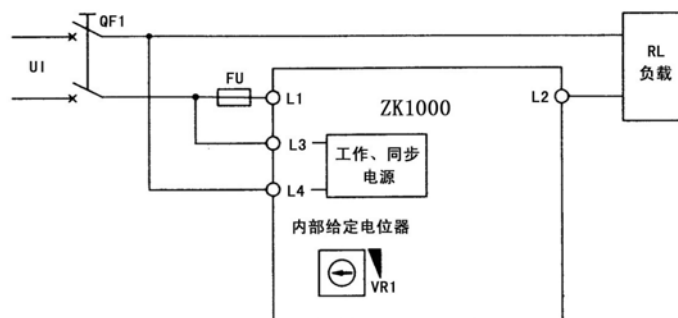 QF1
UI
RL
负载
FU
L1
ZK1000
L2
L3
工作、同步
电源
L4
内部给定电位器
VR1